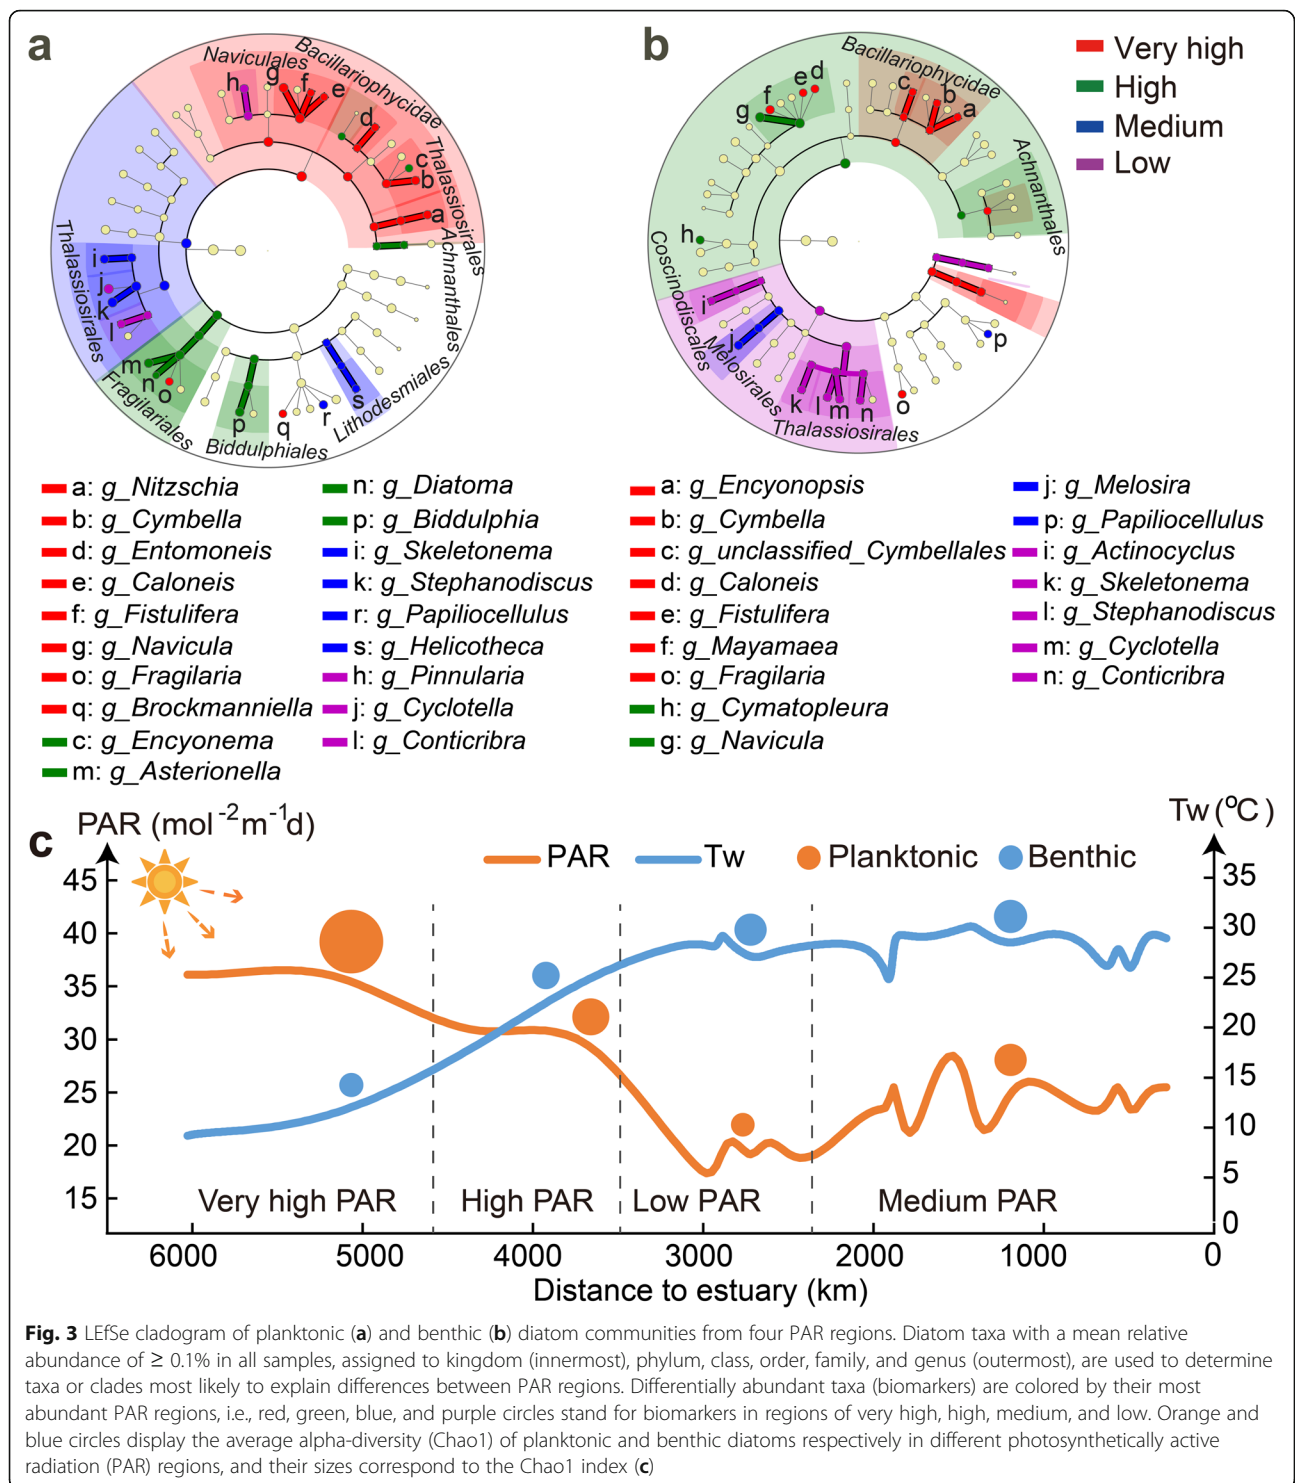 a
b
Naviculales
Bacillariophycidae
Thalassiosirales
Achnanthales
Lithodesmiales
Biddulphiales
Fragilariales
Thalassiosirales
h
g
f
e
d
c
b
a
i
j
k
l
m
n
o
p
q
r
s
Bacillariophycidae
Achnanthales
Coscinodiscales
Melosirales
Thalassiosirales
g
f
e
d
c
b
a
h
i
j
k
l
m
n
o
p
Very high
High
Medium
Low
a: g_Nitzschia
b: g_Cymbella
d: g_Entomoneis
e: g_Caloneis
f: g_Fistulifera
g: g_Navicula
o: g_Fragilaria
q: g_Brockmanniella
c: g_Encyonema
m: g_Asterionella
n: g_Diatoma
p: g_Biddulphia
i: g_Skeletonema
k: g_Stephanodiscus
r: g_Papiliocellulus
s: g_Helicotheca
h: g_Pinnularia
j: g_Cyclotella
l: g_Conticribra
a: g_Encyonopsis
b: g_Cymbella
c: g_unclassified_Cymbellales
d: g_Caloneis
e: g_Fistulifera
f: g_Mayamaea
o: g_Fragilaria
h: g_Cymatopleura
g: g_Navicula
j: g_Melosira
p: g_Papiliocellulus
i: g_Actinocyclus
k: g_Skeletonema
l: g_Stephanodiscus
m: g_Cyclotella
n: g_Conticribra
c
PAR (mol⁻²m⁻¹d)
Tw (ºC)
PAR Tw Planktonic Benthic
45
40
35
30
25
20
15
35
30
25
20
15
10
5
0
Very high PAR High PAR Low PAR Medium PAR
6000 5000 4000 3000 2000 1000 0
Distance to estuary (km)
Fig. 3 LEfSe cladogram of planktonic (a) and benthic (b) diatom communities from four PAR regions. Diatom taxa with a mean relative
abundance of ≥ 0.1% in all samples, assigned to kingdom (innermost), phylum, class, order, family, and genus (outermost), are used to determine
taxa or clades most likely to explain differences between PAR regions. Differentially abundant taxa (biomarkers) are colored by their most
abundant PAR regions, i.e., red, green, blue, and purple circles stand for biomarkers in regions of very high, high, medium, and low. Orange and
blue circles display the average alpha-diversity (Chao1) of planktonic and benthic diatoms respectively in different photosynthetically active
radiation (PAR) regions, and their sizes correspond to the Chao1 index (c)